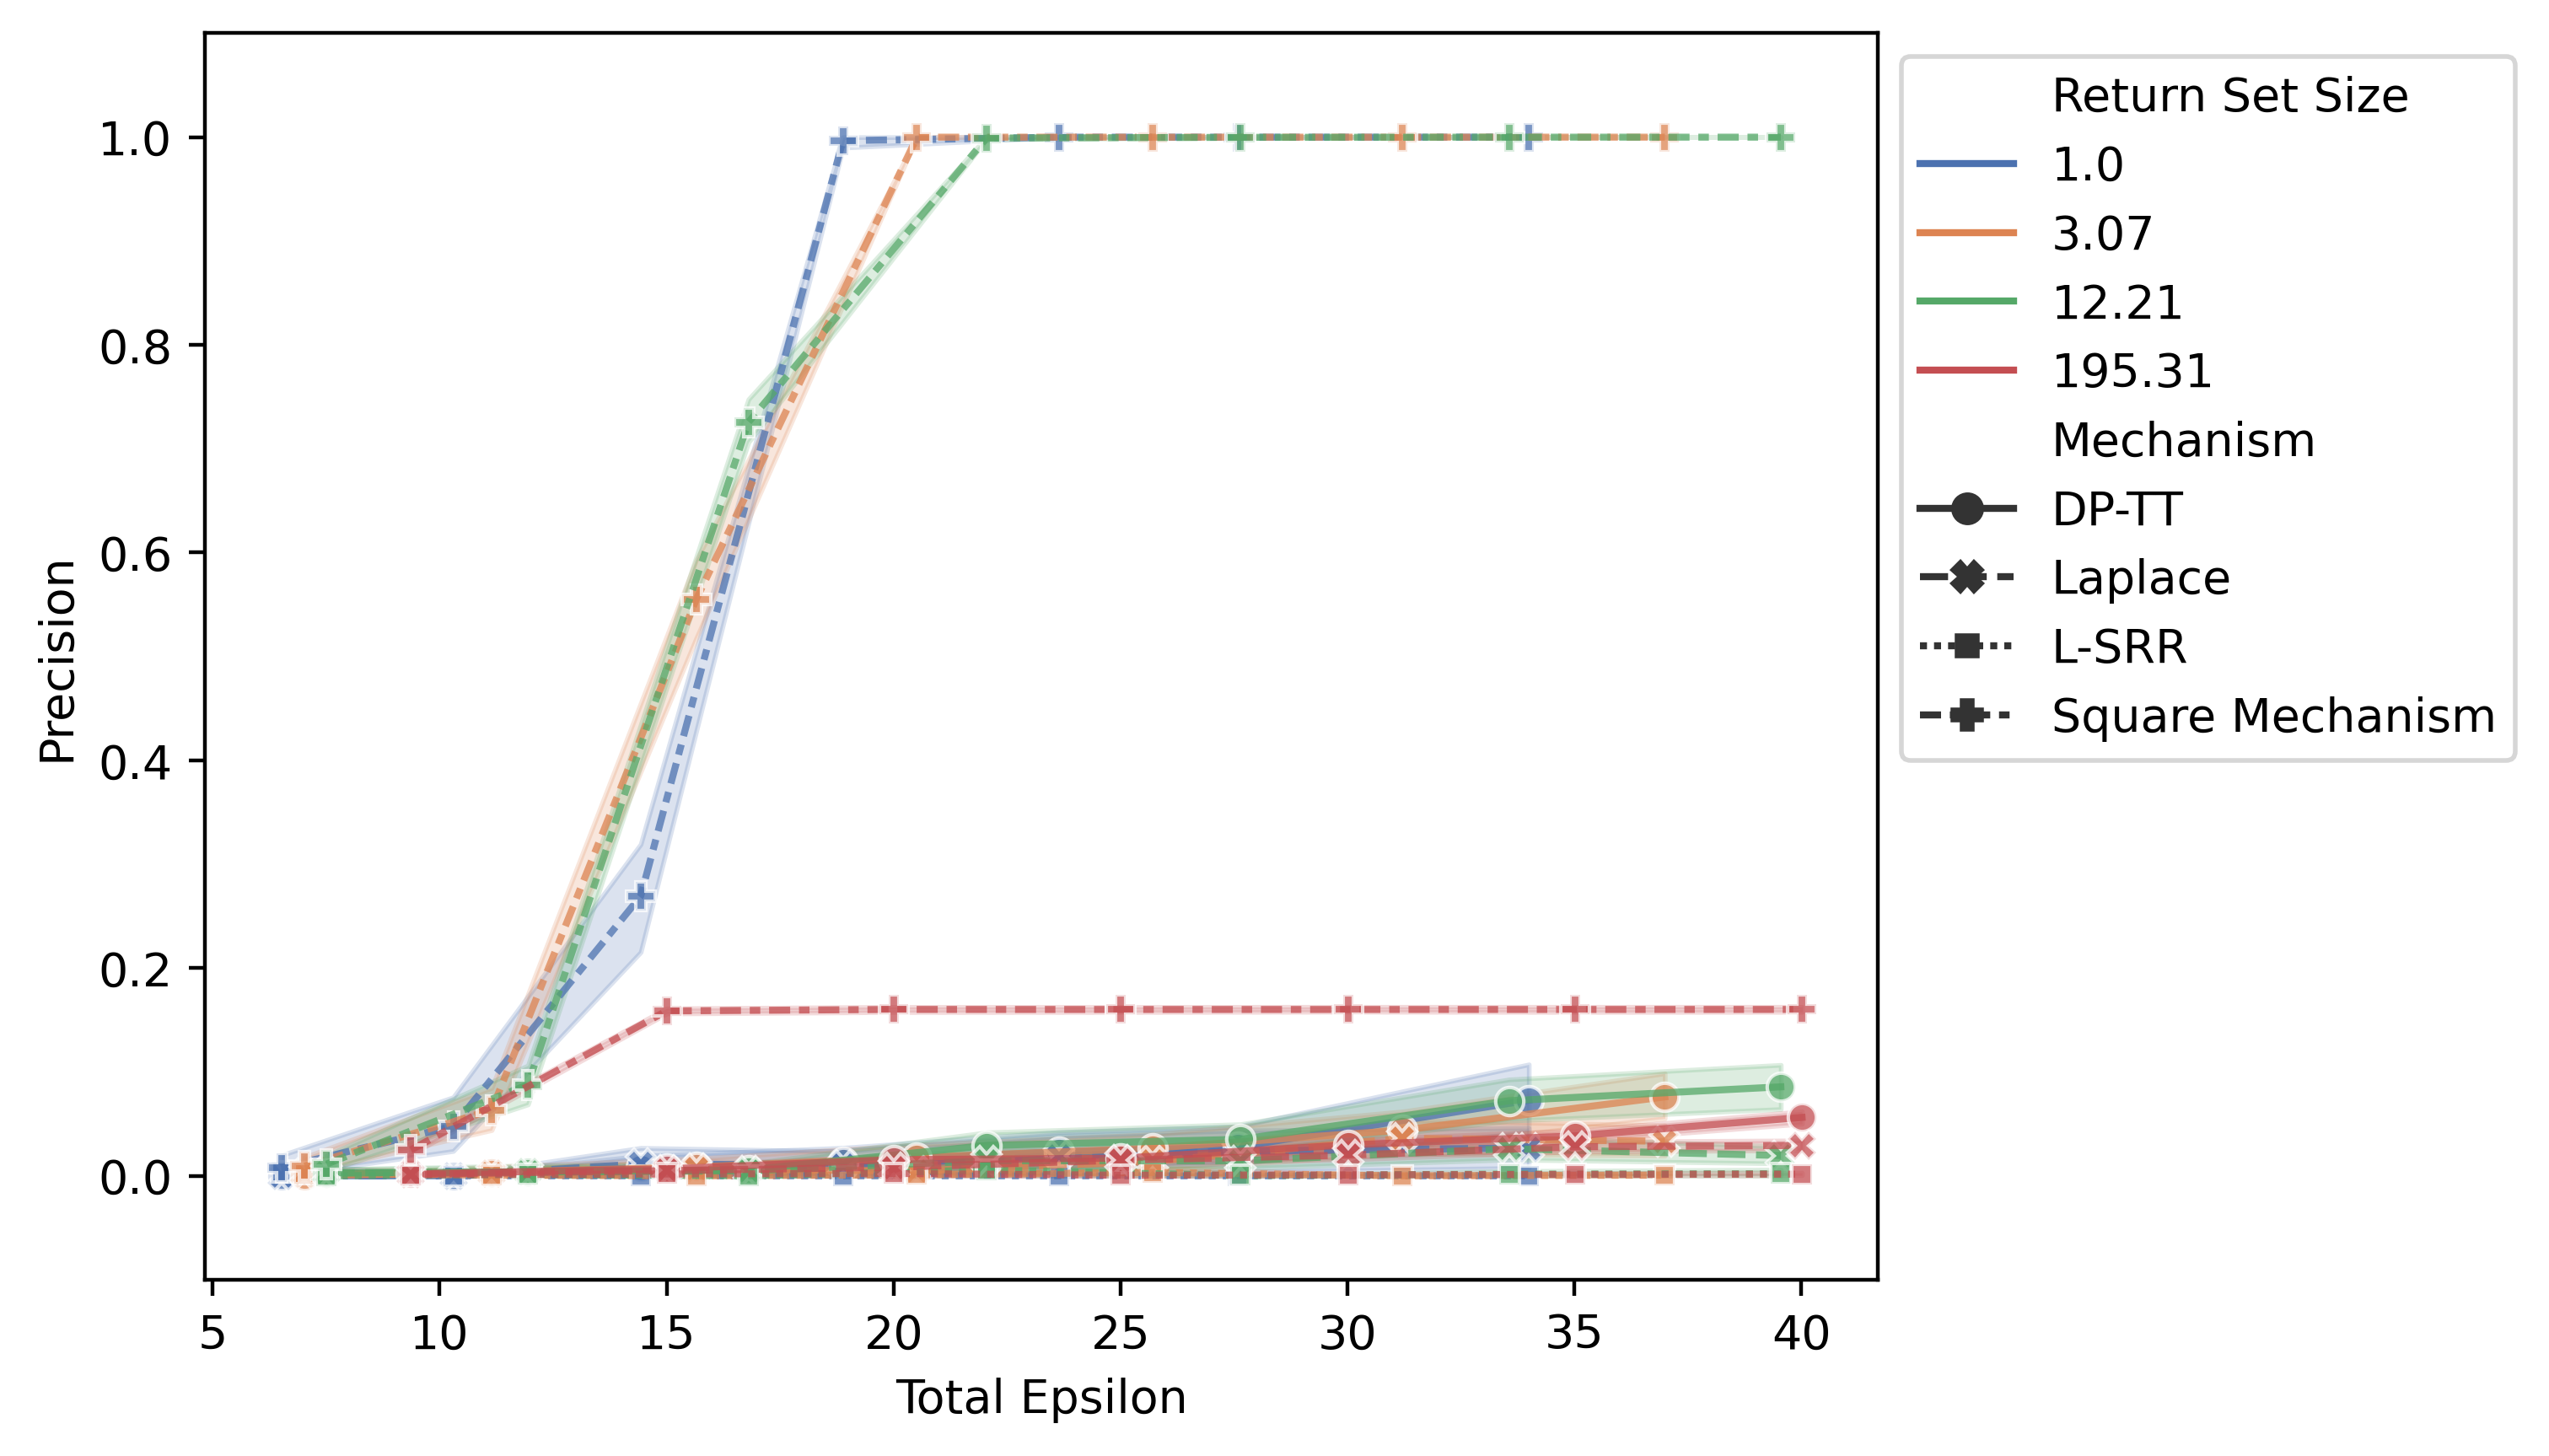 1.0
0.8
0.6
0.4
0.2
0.0
Precision
5 10 15 20 25 30 35 40
Total Epsilon
Return Set Size
1.0
3.07
12.21
195.31
Mechanism
DP-TT
Laplace
L-SRR
Square Mechanism